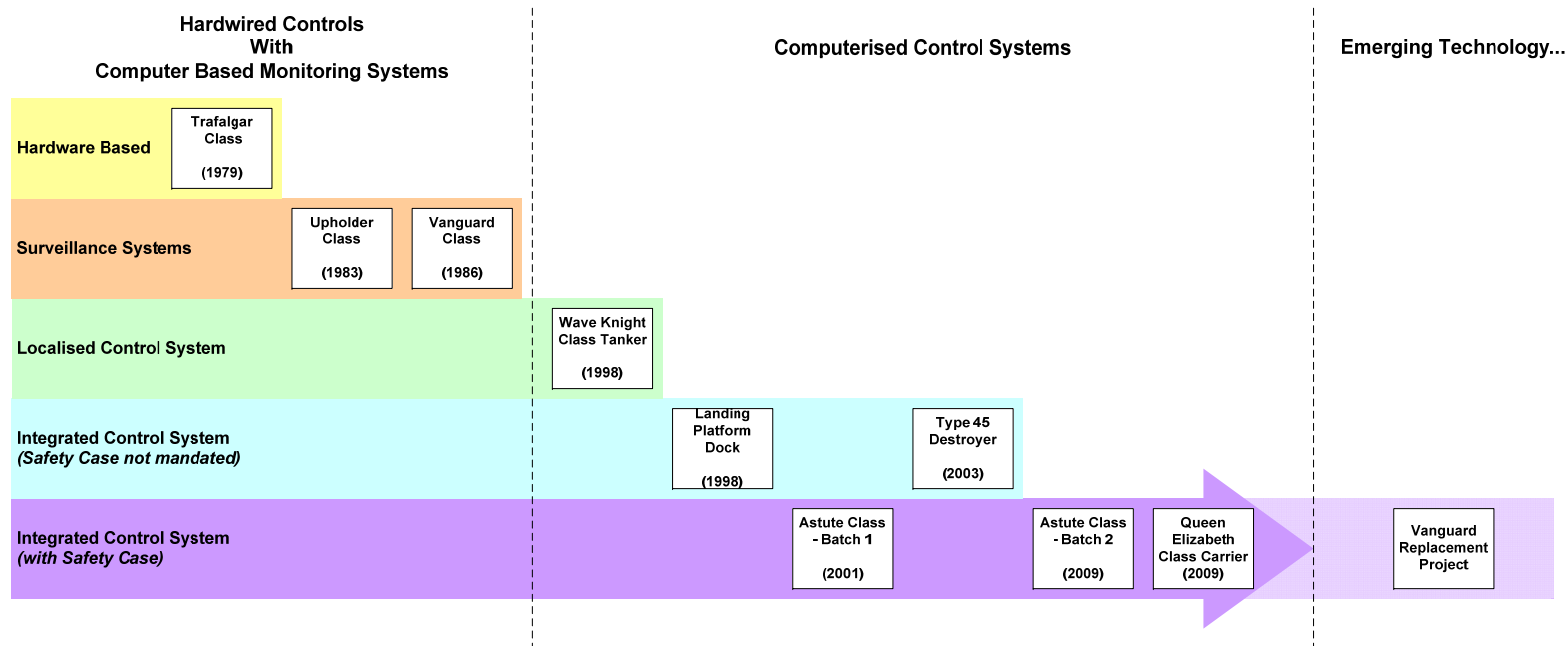 Hardwired Controls
With
Computer Based Monitoring Systems
Computerised Control Systems
Emerging Technology...
Hardware Based
Trafalgar
Class
(1979)
Surveillance Systems
Upholder
Class
(1983)
Vanguard
Class
(1986)
Localised Control System
Wave Knight
Class Tanker
(1998)
Integrated Control System
(Safety Case not mandated)
Landing
Platform
Dock
(1998)
Type 45
Destroyer
(2003)
Integrated Control System
(with Safety Case)
Astute Class
- Batch 1
(2001)
Astute Class
- Batch 2
(2009)
Queen
Elizabeth
Class Carrier
(2009)
Vanguard
Replacement
Project